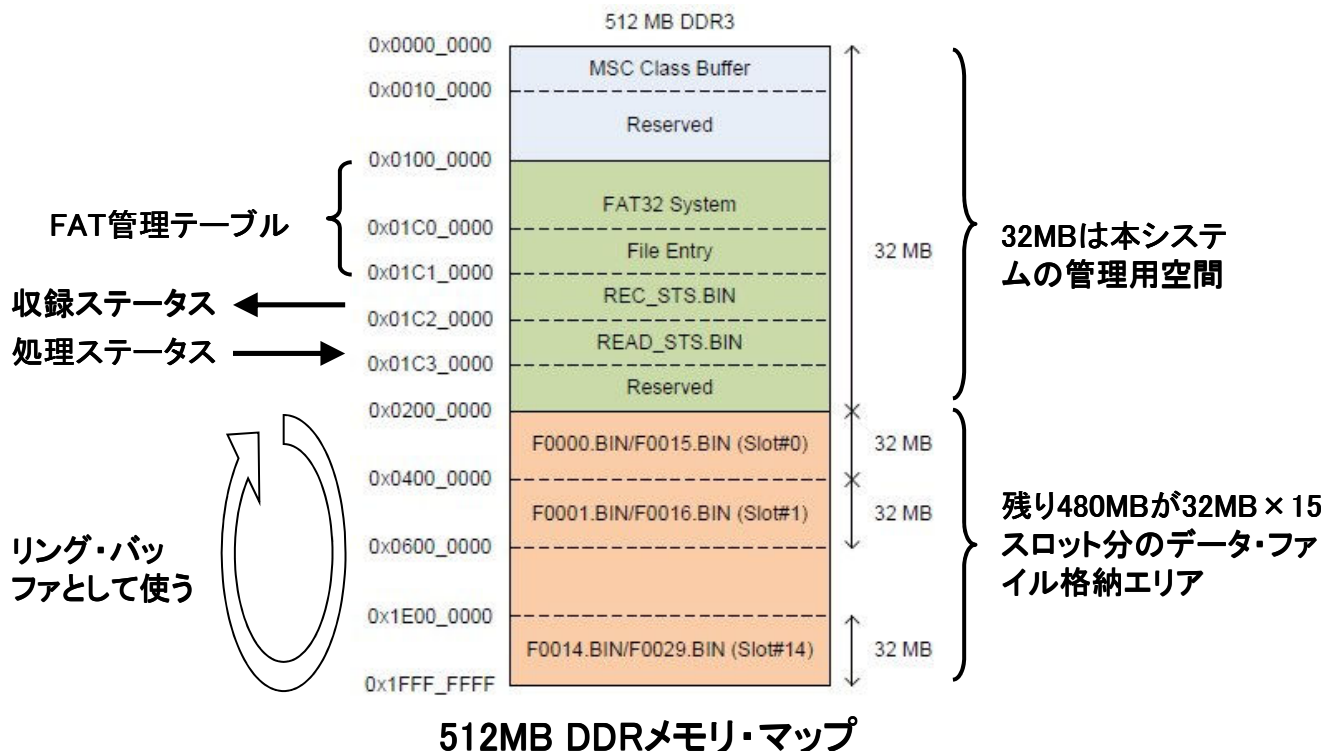 512 MB DDR3
0x0000_0000
MSC Class Buffer
0x0010_0000
Reserved
0x0100_0000
FAT管理テーブル
FAT32 System
0x01C0_0000
File Entry
32 MB
32MBは本システ
ムの管理用空間
0x01C1_0000
収録ステータス
REC_STS.BIN
0x01C2_0000
処理ステータス
READ_STS.BIN
0x01C3_0000
Reserved
0x0200_0000
F0000.BIN/F0015.BIN (Slot#0)
32 MB
0x0400_0000
F0001.BIN/F0016.BIN (Slot#1)
32 MB
残り480MBが32MB×15
スロット分のデータ・ファ
イル格納エリア
0x0600_0000
リング・バッ
ファとして使う
0x1E00_0000
F0014.BIN/F0029.BIN (Slot#14)
32 MB
0x1FFF_FFFF
512MB DDRメモリ・マップ